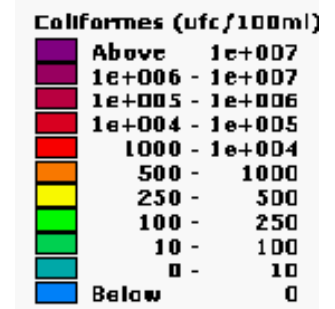 Coliformes (ufc/100ml)
Above 1e+007
1e+006 - 1e+007
1e+005 - 1e+006
1e+004 - 1e+005
1000 - 1e+004
500 - 1000
250 - 500
100 - 250
10 - 100
0 - 10
Below 0